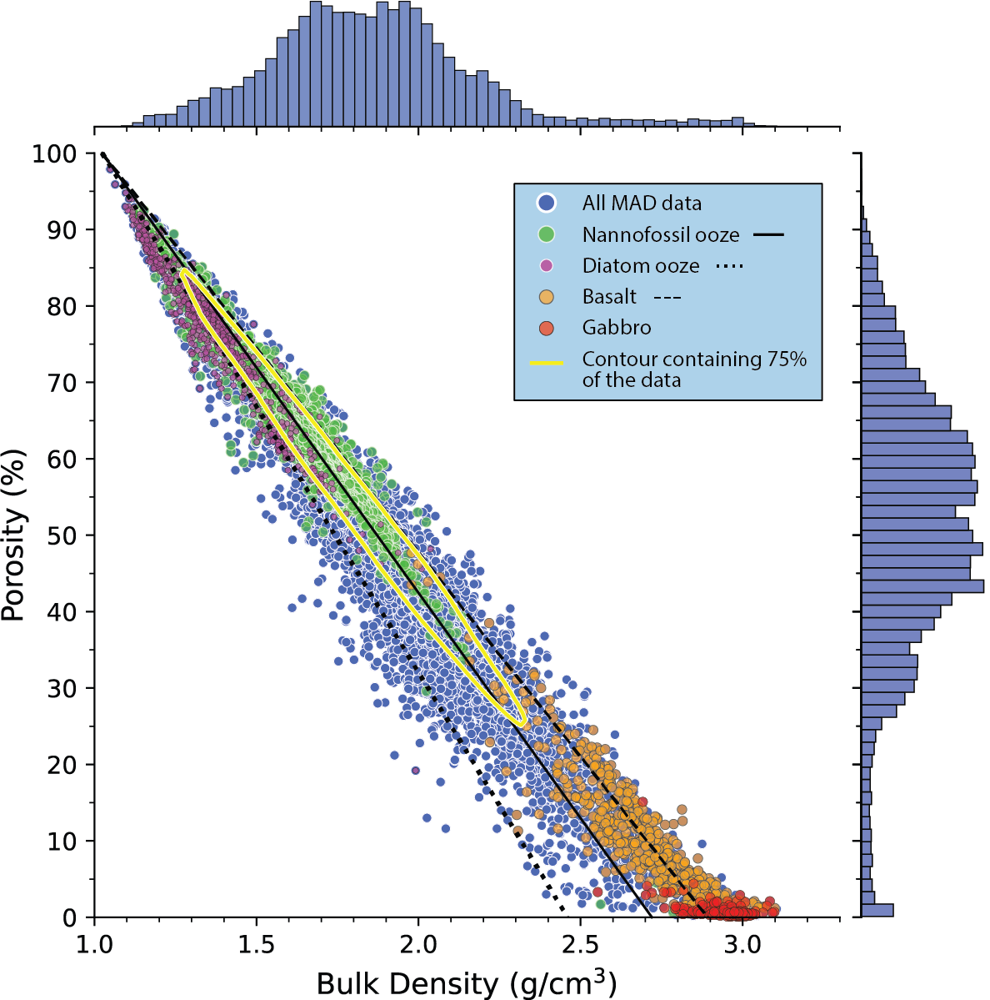 100
90
80
70
60
50
40
30
20
10
0
Porosity (%)
All MAD data
Nannofossil ooze
Diatom ooze
Basalt
Gabbro
Contour containing 75%
of the data
1.0 1.5 2.0 2.5 3.0
Bulk Density (g/cm³)